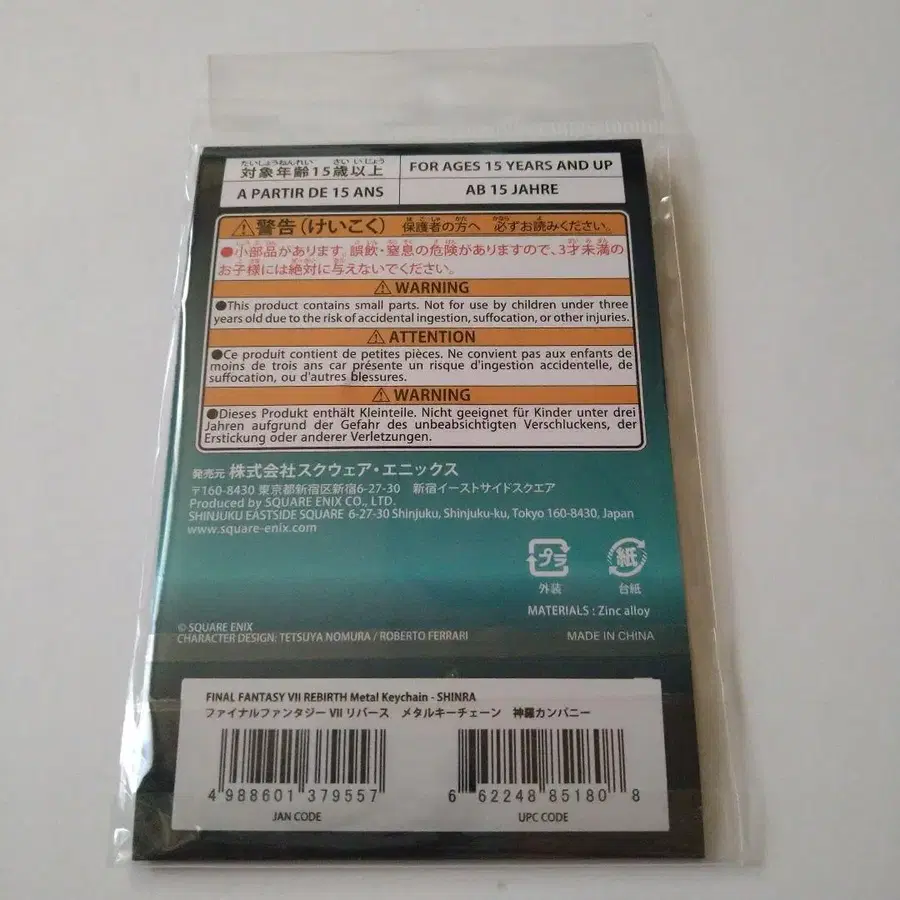 たいしょうねんれい さい いじょう
対象年齢15歳以上
FOR AGES 15 YEARS AND UP
A PARTIR DE 15 ANS
AB 15 JAHRE
⚠警告(けいこく) 保護者の方へ 必ずお読みください。
●小部品があります。誤飲・窒息の危険がありますので、3才未満の
お子様には絶対に与えないでください。
⚠ WARNING
●This product contains small parts. Not for use by children under three
years old due to the risk of accidental ingestion, suffocation, or other injuries.
⚠ ATTENTION
●Ce produit contient de petites pièces. Ne convient pas aux enfants de
moins de trois ans car présente un risque d'ingestion accidentelle, de
suffocation, ou d'autres blessures.
⚠ WARNING
●Dieses Produkt enthält Kleinteile. Nicht geeignet für Kinder unter drei
Jahren aufgrund der Gefahr des unbeabsichtigten Verschluckens, der
Erstickung oder anderer Verletzungen.
発売元 株式会社スクウェア・エニックス
〒160-8430 東京都新宿区新宿6-27-30 新宿イーストサイドスクエア
Produced by SQUARE ENIX CO., LTD.
SHINJUKU EASTSIDE SQUARE 6-27-30 Shinjuku, Shinjuku-ku, Tokyo 160-8430, Japan
www.square-enix.com
プラ 紙
外装 台紙
MATERIALS : Zinc alloy
© SQUARE ENIX
CHARACTER DESIGN: TETSUYA NOMURA / ROBERTO FERRARI
MADE IN CHINA
FINAL FANTASY VII REBIRTH Metal Keychain - SHINRA
ファイナルファンタジー VII リバース メタルキーチェーン 神羅カンパニー
4 988601 379557
JAN CODE
6 62248 85180 8
UPC CODE